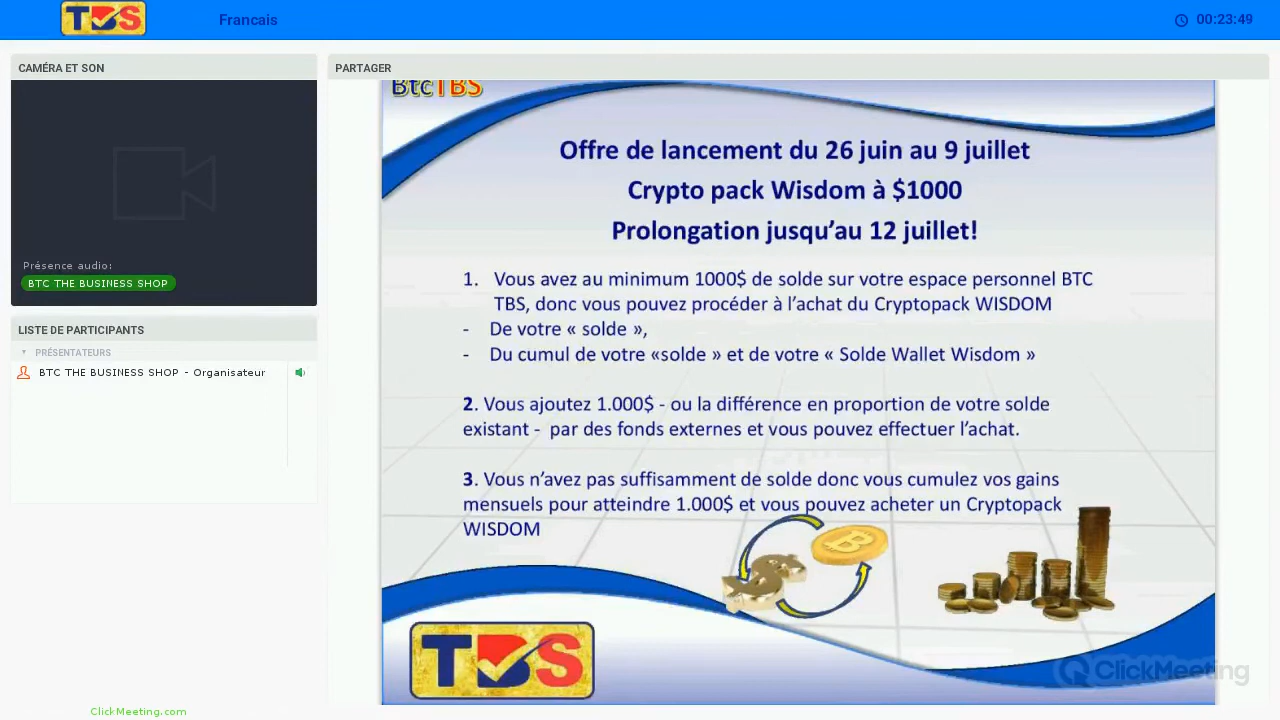 TBS
Francais
00:23:49
CAMÉRA ET SON
Présence audio:
BTC THE BUSINESS SHOP
LISTE DE PARTICIPANTS
PRÉSENTATEURS
BTC THE BUSINESS SHOP - Organisateur
PARTAGER
BtcTBS
Offre de lancement du 26 juin au 9 juillet
Crypto pack Wisdom à $1000
Prolongation jusqu'au 12 juillet!
1. Vous avez au minimum 1000$ de solde sur votre espace personnel BTC
TBS, donc vous pouvez procéder à l'achat du Cryptopack WISDOM
- De votre « solde »,
- Du cumul de votre «solde » et de votre « Solde Wallet Wisdom »
2. Vous ajoutez 1.000$ - ou la différence en proportion de votre solde
existant - par des fonds externes et vous pouvez effectuer l'achat.
3. Vous n'avez pas suffisamment de solde donc vous cumulez vos gains
mensuels pour atteindre 1.000$ et vous pouvez acheter un Cryptopack
WISDOM
TBS
ClickMeeting
ClickMeeting.com